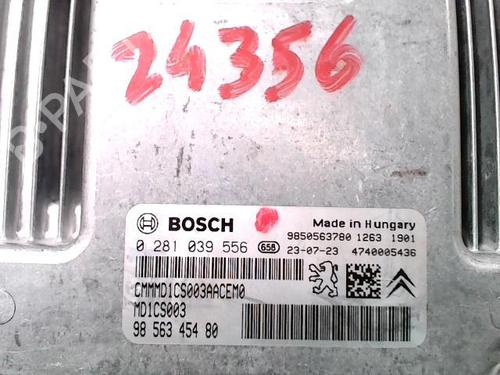 24356
BOSCH
Made in Hungary
9850563780 1263 1901
0 281 039 556 658 23-07-23 4740005436
CMMMD1CS003AACEM0
MD1CS003
98 563 454 80
B-PARTS